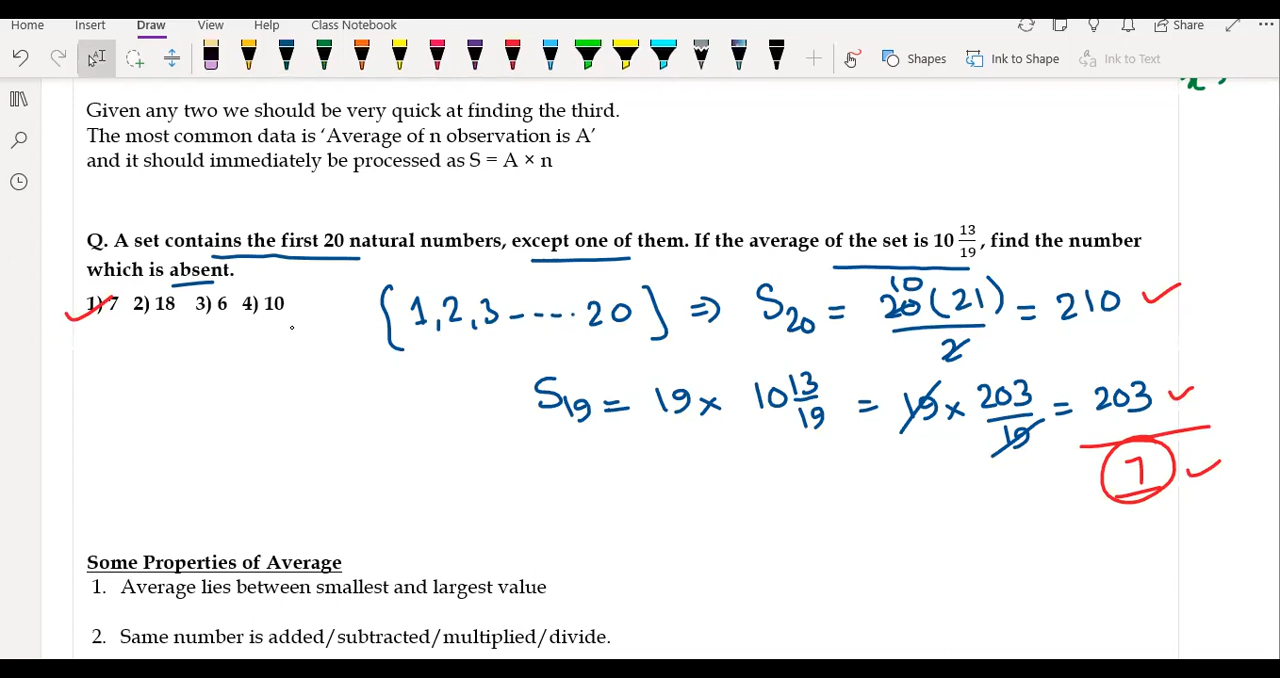 Home Insert Draw View Help Class Notebook Share
Shapes Ink to Shape Ink to Text
Given any two we should be very quick at finding the third.
The most common data is ‘Average of n observation is A’
and it should immediately be processed as S = A × n
Q. A set contains the first 20 natural numbers, except one of them. If the average of the set is 10 13/19, find the number
which is absent.
1) 7 2) 18 3) 6 4) 10
{1,2,3----..20} ⇒ S20 = 20(21)/2 = 210
10
S19 = 19 × 10 13/19 = 19 × 203/19 = 203
7
Some Properties of Average
1. Average lies between smallest and largest value
2. Same number is added/subtracted/multiplied/divide.